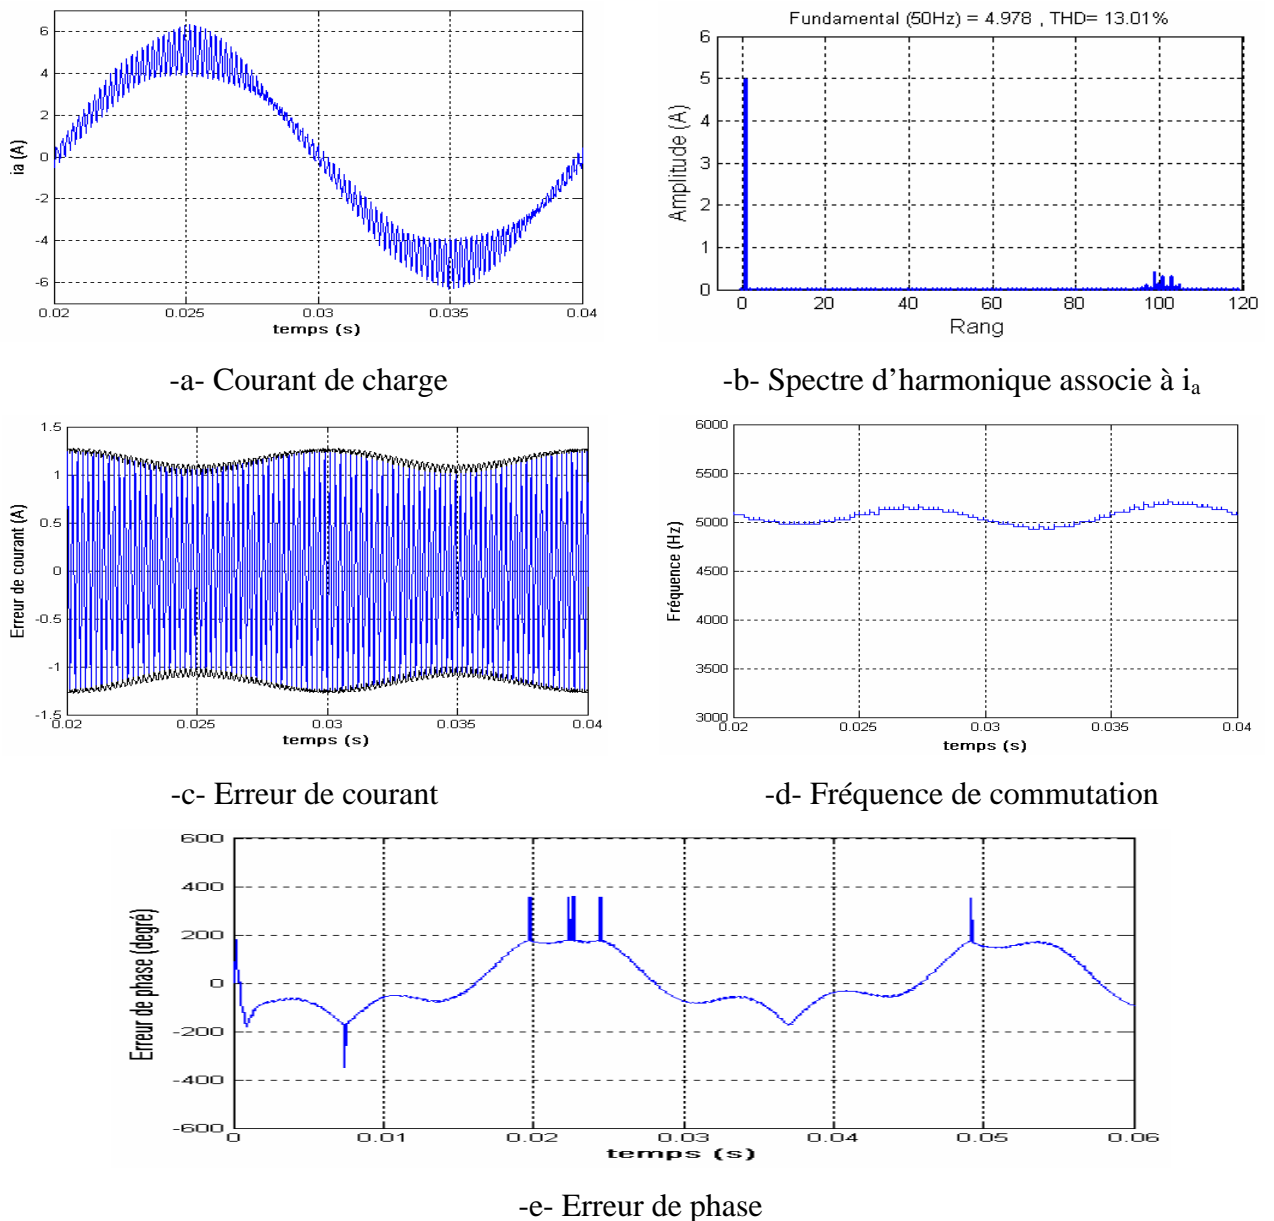 Fundamental (50Hz) = 4.978 , THD= 13.01%
6
4
2
0
-2
-4
-6
ia (A)
0.02 0.025 0.03 0.035 0.04
temps (s)
6
5
4
3
2
1
0
Amplitude (A)
0 20 40 60 80 100 120
Rang
-a- Courant de charge
-b- Spectre d'harmonique associe à ia
1.5
1
0.5
0
-0.5
-1
-1.5
Erreur de courant (A)
0.02 0.025 0.03 0.035 0.04
temps (s)
6000
5500
5000
4500
4000
3500
3000
Fréquence (Hz)
0.02 0.025 0.03 0.035 0.04
temps (s)
-c- Erreur de courant
-d- Fréquence de commutation
600
400
200
0
-200
-400
-600
Erreur de phase (degré)
0 0.01 0.02 0.03 0.04 0.05 0.06
temps (s)
-e- Erreur de phase